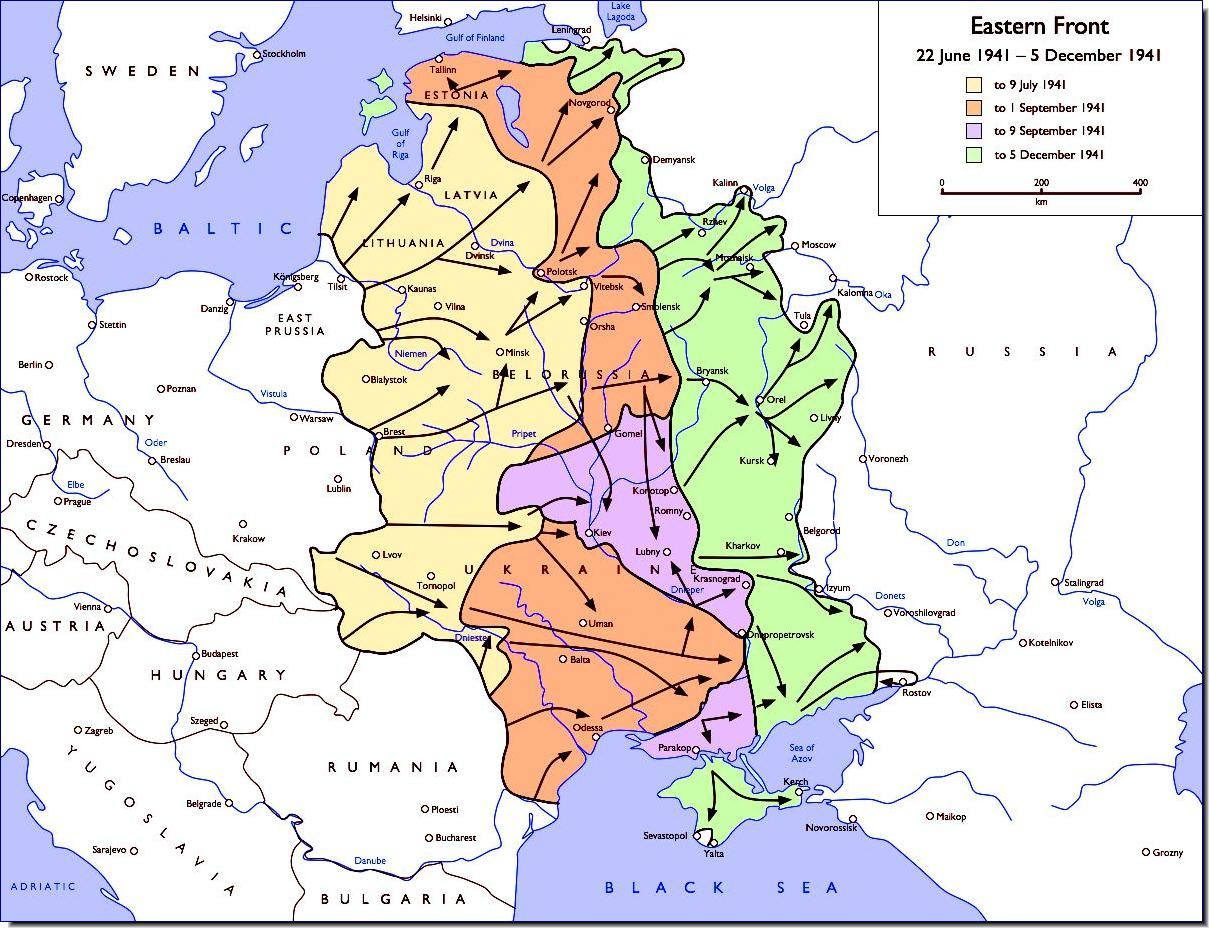 Eastern Front
22 June 1941 – 5 December 1941
to 9 July 1941
to 1 September 1941
to 9 September 1941
to 5 December 1941
0 200 400
km
Lake
Lagoda
Helsinki
Leningrad
Gulf of Finland
Stockholm
SWEDEN
Tallinn
ESTONIA
Novgorod
Gulf
of
Riga
Demyansk
Riga
Kalinn
Volga
Copenhagen
LATVIA
BALTIC
Rzhev
LITHUANIA
Dvina
Dvinsk
Moscow
Mozhaisk
Rostock
Königsberg
Tilsit
Polotsk
Vitebsk
Kaunas
Kalomna
Oka
Danzig
Vilna
Smolensk
EAST
PRUSSIA
Stettin
Orsha
Tula
Niemen
Minsk
RUSSIA
Berlin
Bialystok
BELORUSSIA
Bryansk
Poznan
Vistula
Orel
GERMANY
Warsaw
Livny
Brest
Pripet
Gomel
Dresden
Oder
POLAND
Breslau
Kursk
Voronezh
Elbe
Lublin
Konotop
Prague
Romny
Krakow
CZECHOSLOVAKIA
Kiev
Belgorod
Don
Lvov
Lubny
Kharkov
UKRAINE
Tornopol
Krasnograd
Dnieper
Izyum
Stalingrad
Donets
Volga
Vienna
Voroshilovgrad
AUSTRIA
Uman
Dniester
Dnepropetrovsk
Kotelnikov
Budapest
Balta
HUNGARY
Rostov
Elista
Szeged
Odessa
Zagreb
Parakop
Sea of
Azov
YUGOSLAVIA
RUMANIA
Kerch
Belgrade
Ploesti
Maikop
Novorossisk
Bucharest
Sevastopol
Sarajevo
Yalta
Grozny
Danube
ADRIATIC
BLACK SEA
BULGARIA